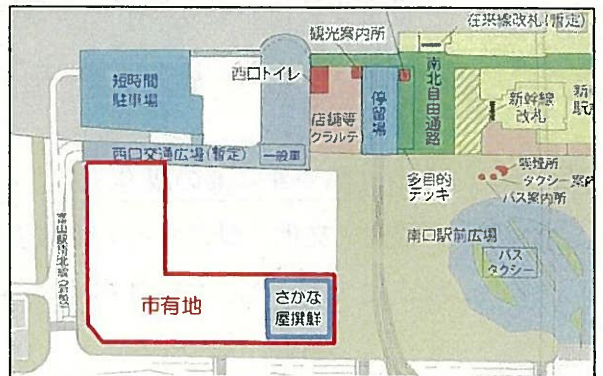 在来線改札(暫定)
観光案内所
西口トイレ
短時間
駐車場
店舗等
(クラルテ)
停留場
南北自由通路
新幹線
改札
西口交通広場(暫定)
一般車
多目的
デッキ
喫煙所
タクシー案内
バス案内所
南口駅前広場
バス
タクシー
市有地
さかな
屋撰鮮